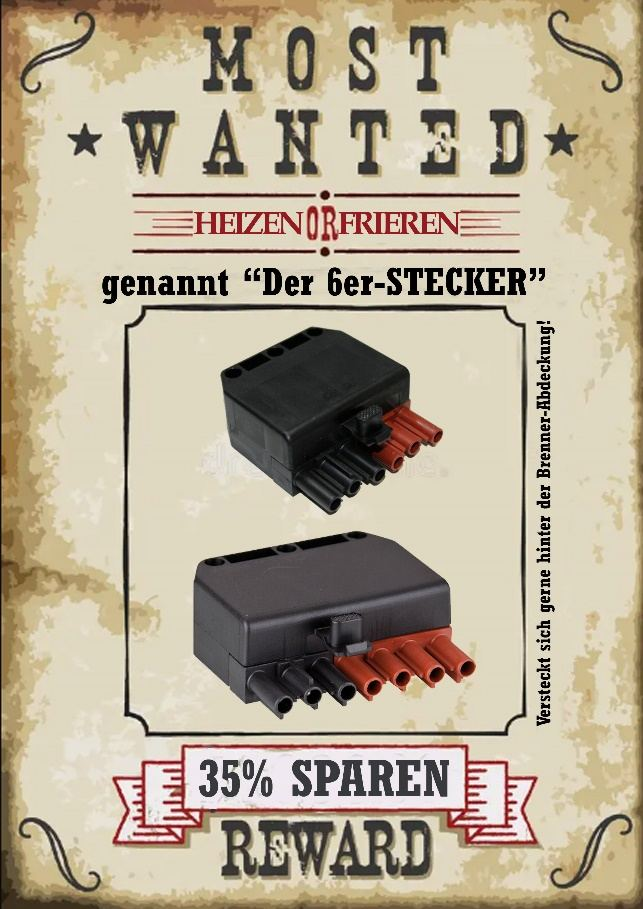 MOST
WANTED
HEIZEN OR FRIEREN
genannt “Der 6er-STECKER”
Versteckt sich gerne hinter der Brenner-Abdeckung!
35% SPAREN
REWARD